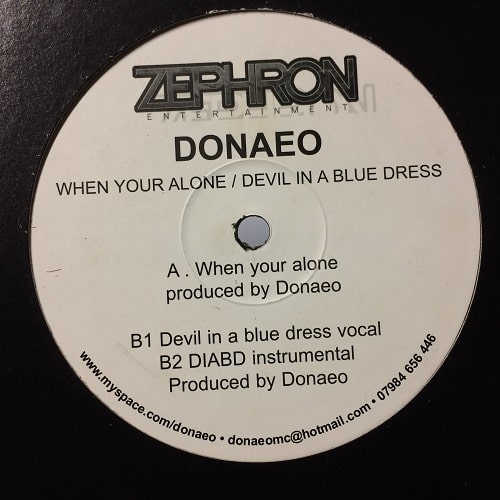 ZEPHRON
ENTERTAINMENT
DONAEO
WHEN YOUR ALONE / DEVIL IN A BLUE DRESS
A . When your alone
produced by Donaeo
B1 Devil in a blue dress vocal
B2 DIABD instrumental
Produced by Donaeo
www.myspace.com/donaeo • donaeomc@hotmail.com • 07984 656 446